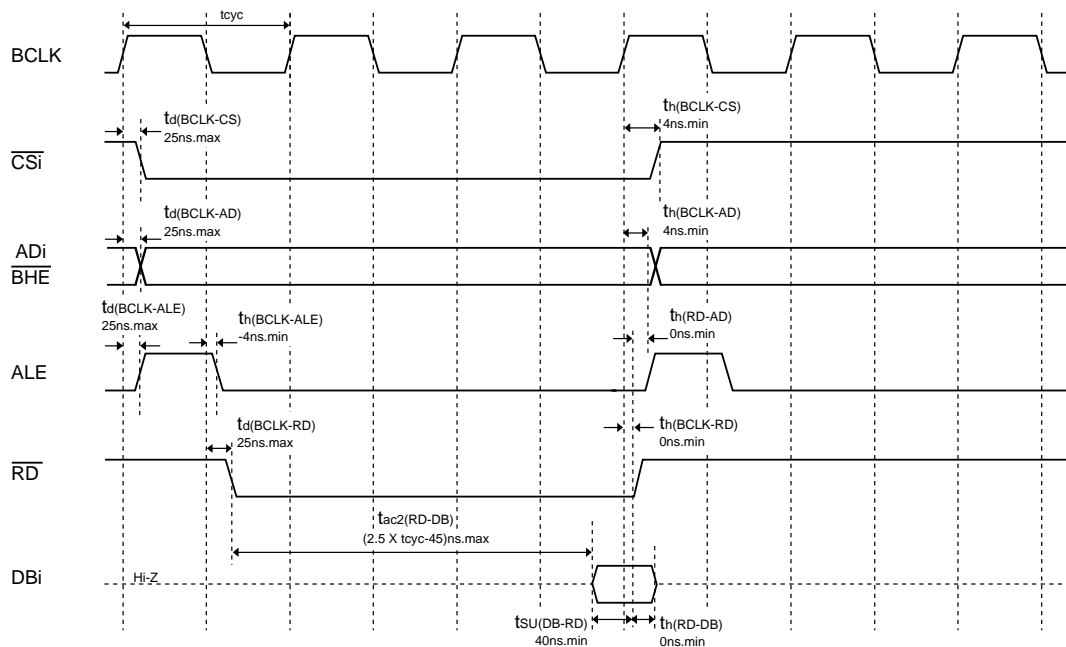 tcyc
BCLK
td(BCLK-CS)
25ns.max
th(BCLK-CS)
4ns.min
CSi
td(BCLK-AD)
25ns.max
th(BCLK-AD)
4ns.min
ADi
BHE
td(BCLK-ALE)
25ns.max
th(BCLK-ALE)
-4ns.min
th(RD-AD)
0ns.min
ALE
td(BCLK-RD)
25ns.max
th(BCLK-RD)
0ns.min
RD
tac2(RD-DB)
(2.5 X tcyc-45)ns.max
DBi
Hi-Z
tSU(DB-RD)
40ns.min
th(RD-DB)
0ns.min